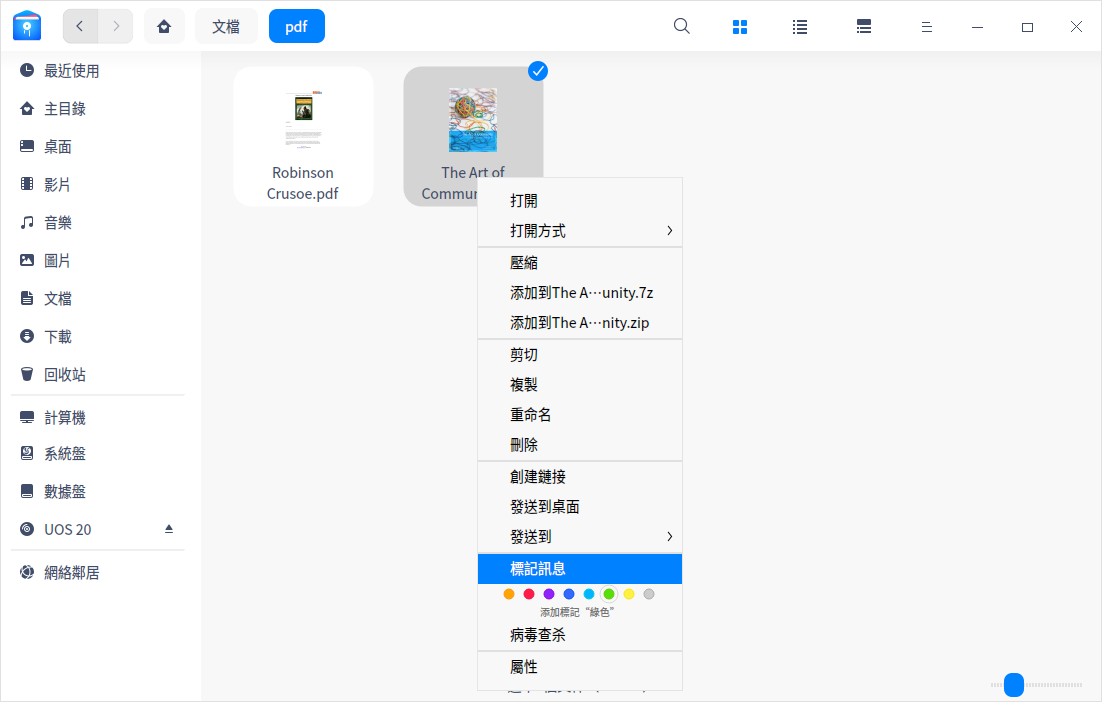 文檔
pdf
最近使用
主目錄
桌面
影片
音樂
圖片
文檔
下載
回收站
計算機
系統盤
數據盤
UOS 20
網絡鄰居
Robinson
Crusoe.pdf
The Art of
Commun
打開
打開方式
壓縮
添加到The A⋯unity.7z
添加到The A⋯nity.zip
剪切
複製
重命名
刪除
創建鏈接
發送到桌面
發送到
標記訊息
添加標記“綠色”
病毒查杀
屬性